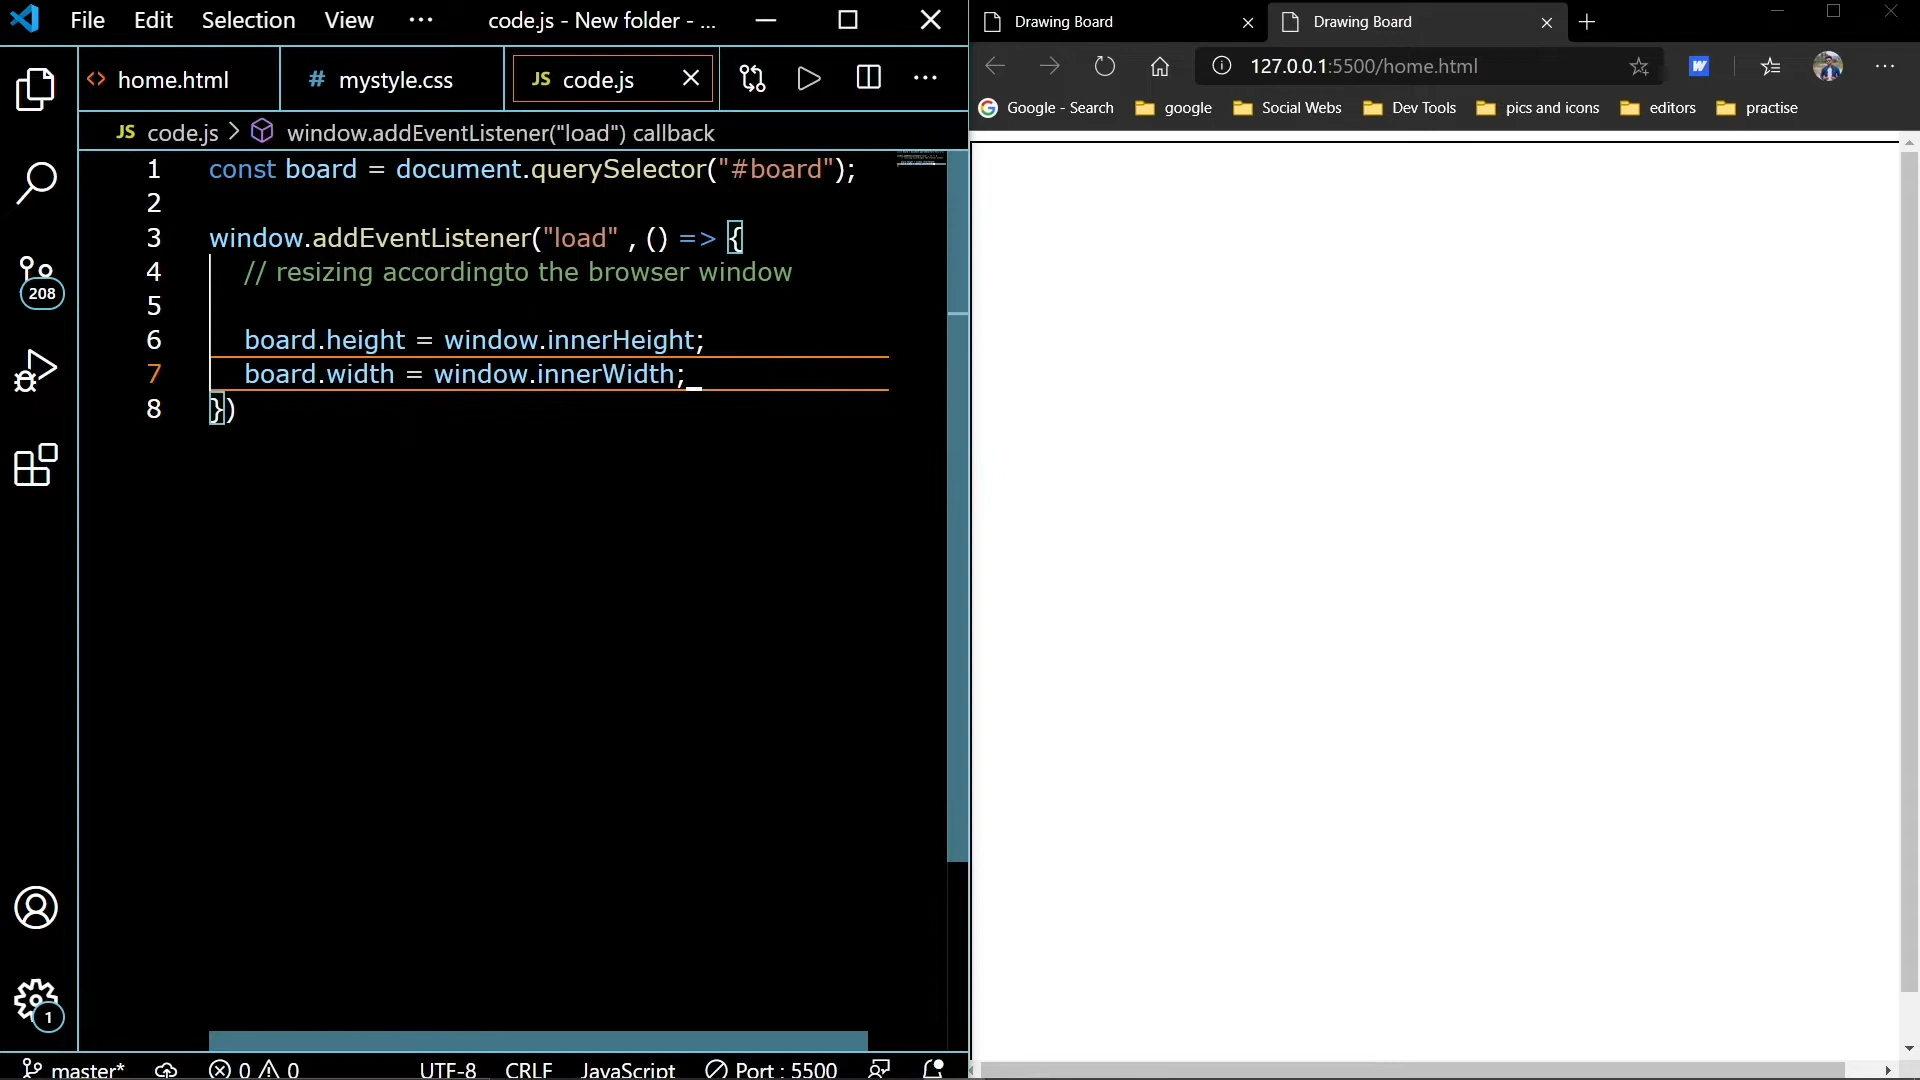 File Edit Selection View ··· code.js - New folder - ...
home.html # mystyle.css JS code.js
JS code.js > window.addEventListener("load") callback
1 const board = document.querySelector("#board");
2
3 window.addEventListener("load" , () => {
4 // resizing accordingto the browser window
5
6 board.height = window.innerHeight;
7 board.width = window.innerWidth;
8 })
208
1
master* 0 0 UTF-8 CRLF JavaScript Port : 5500
Drawing Board Drawing Board
127.0.0.1:5500/home.html
Google - Search google Social Webs Dev Tools pics and icons editors practise